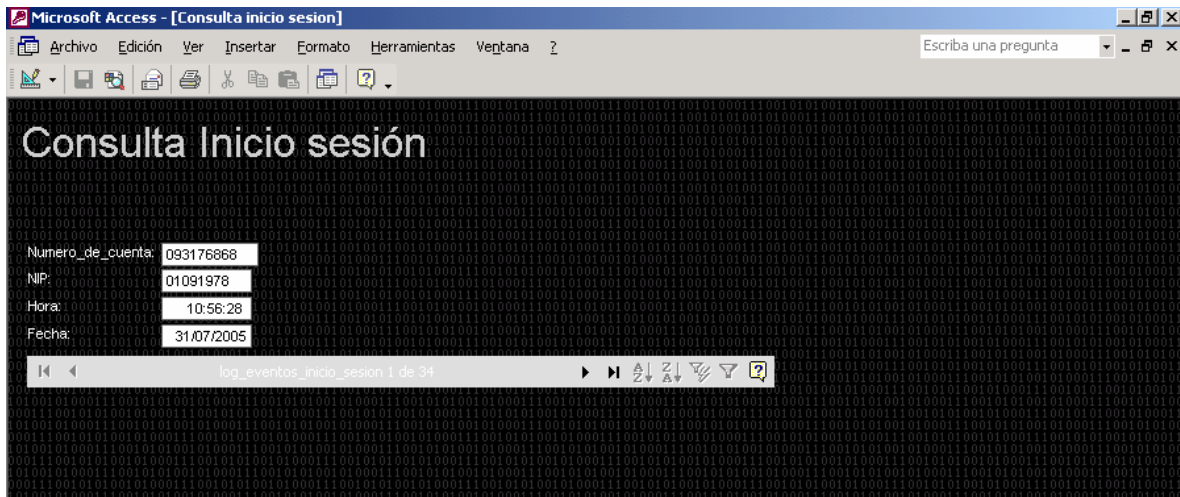 Microsoft Access - [Consulta inicio sesion]
Archivo Edición Ver Insertar Formato Herramientas Ventana ? Escriba una pregunta
Consulta Inicio sesión
Numero_de_cuenta: 093176868
NIP: 01091978
Hora: 10:56:28
Fecha: 31/07/2005
log_eventos_inicio_sesion 1 de 34